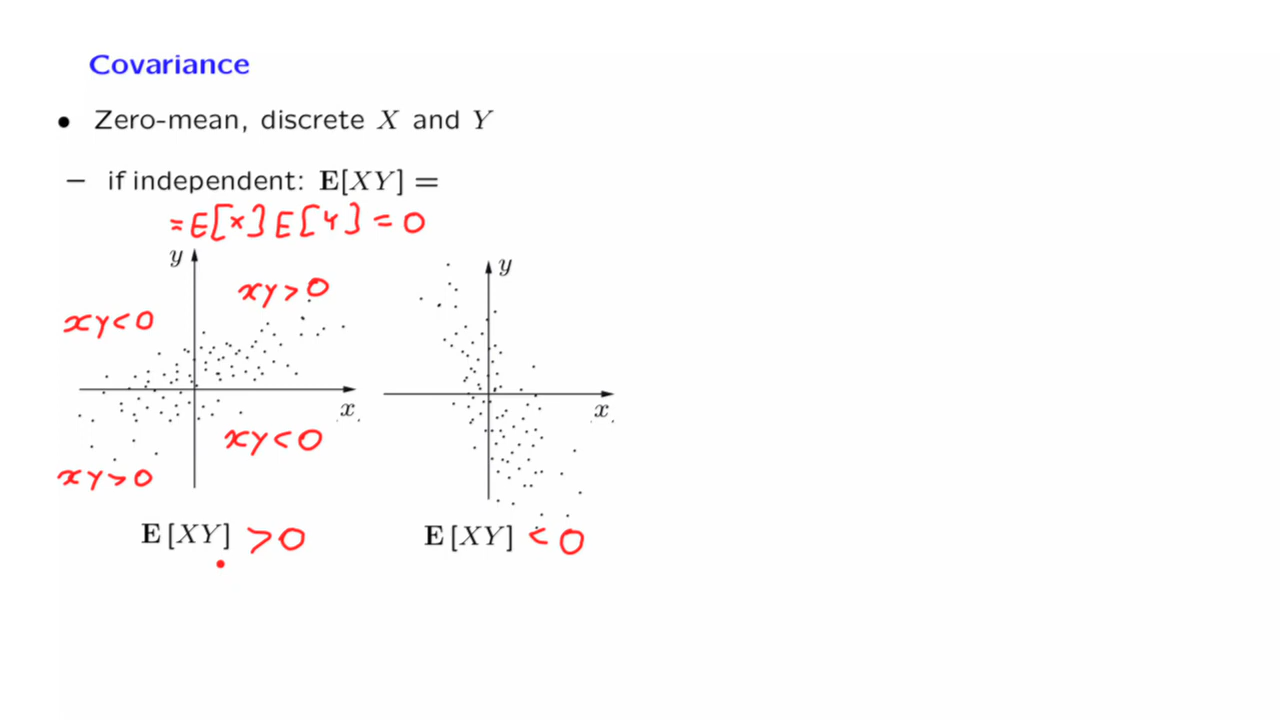 Covariance
• Zero-mean, discrete X and Y
– if independent: E[XY] =
= E[X] E[Y] = 0
y
xy > 0
xy < 0
x
xy < 0
xy > 0
E[XY] > 0
y
x
E[XY] < 0